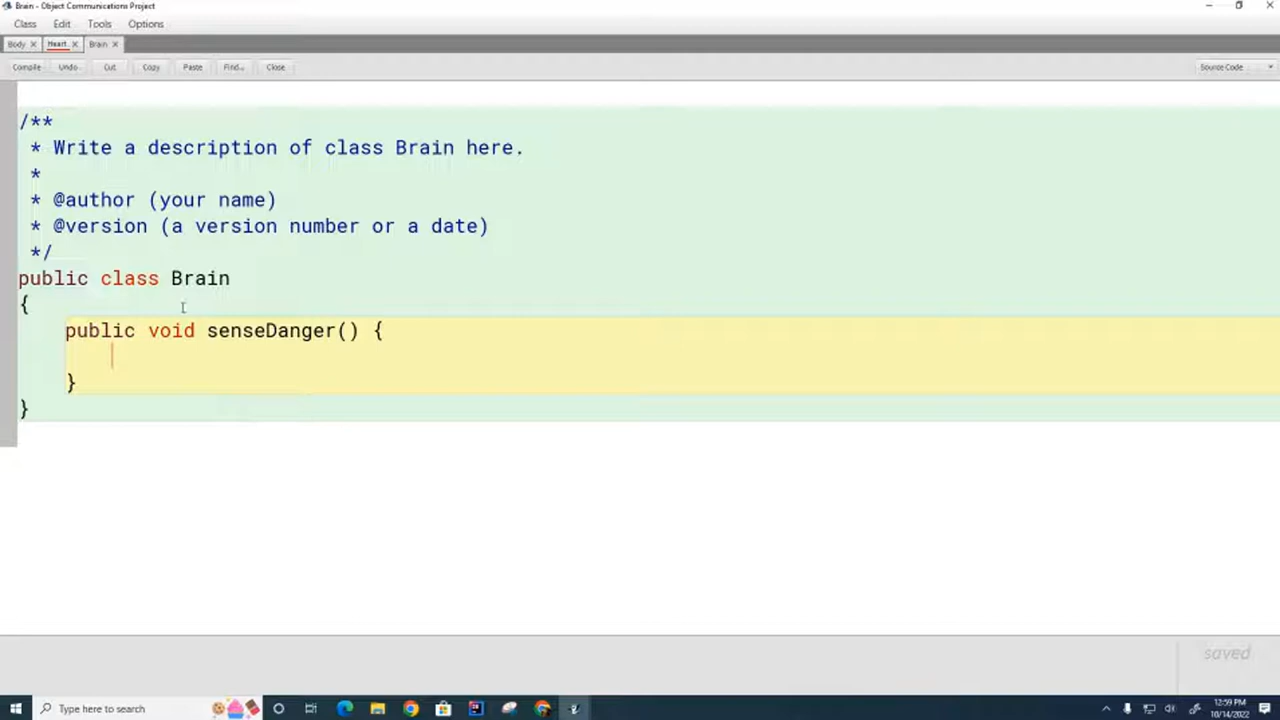 Brain - Object Communications Project
Class Edit Tools Options
Body Heart Brain
Compile Undo Cut Copy Paste Find... Close Source Code
/**
* Write a description of class Brain here.
*
* @author (your name)
* @version (a version number or a date)
*/
public class Brain
{
public void senseDanger() {
}
}
saved
Type here to search
12:59 PM
10/14/2022